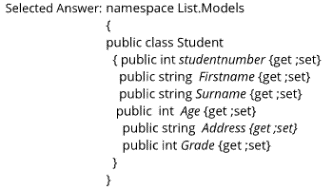 Selected Answer: namespace List.Models
{
public class Student
{ public int studentnumber {get ;set}
public string Firstname {get ;set}
public string Surname {get ;set}
public int Age {get ;set}
public string Address {get ;set}
public int Grade {get ;set}
}
}